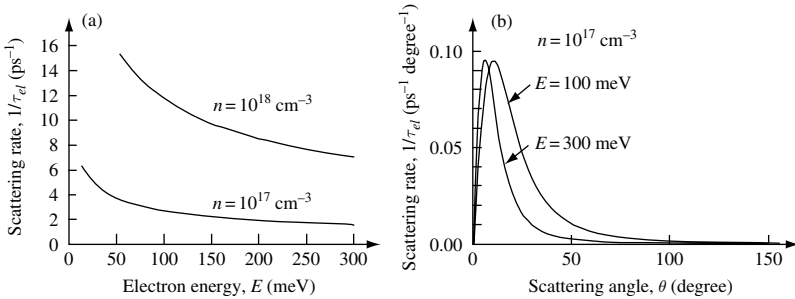 (a)
Scattering rate, 1/τ_el (ps⁻¹)
16
14
12
10
8
6
4
2
0
n = 10¹⁸ cm⁻³
n = 10¹⁷ cm⁻³
0 50 100 150 200 250 300
Electron energy, E (meV)
(b)
Scattering rate, 1/τ_el (ps⁻¹ degree⁻¹)
0.10
0.05
0.00
n = 10¹⁷ cm⁻³
E = 100 meV
E = 300 meV
0 50 100 150
Scattering angle, θ (degree)